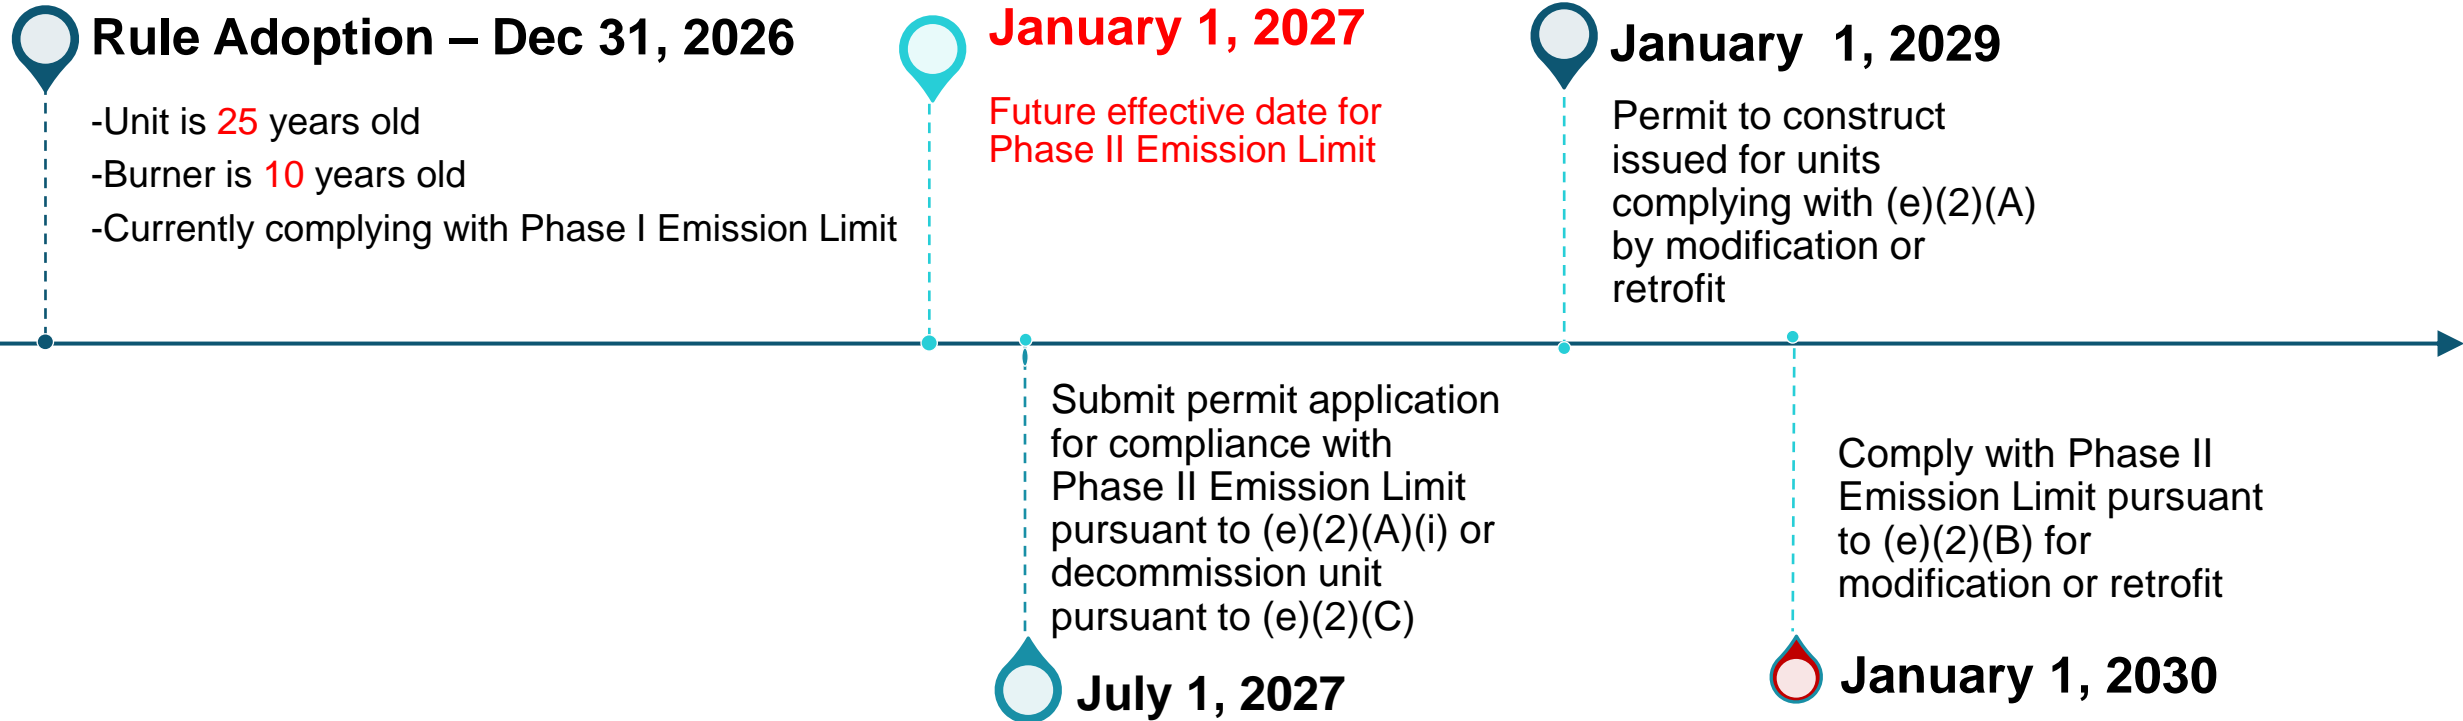 Rule Adoption – Dec 31, 2026
-Unit is 25 years old
-Burner is 10 years old
-Currently complying with Phase I Emission Limit
January 1, 2027
Future effective date for
Phase II Emission Limit
January 1, 2029
Permit to construct
issued for units
complying with (e)(2)(A)
by modification or
retrofit
Submit permit application
for compliance with
Phase II Emission Limit
pursuant to (e)(2)(A)(i) or
decommission unit
pursuant to (e)(2)(C)
July 1, 2027
Comply with Phase II
Emission Limit pursuant
to (e)(2)(B) for
modification or retrofit
January 1, 2030